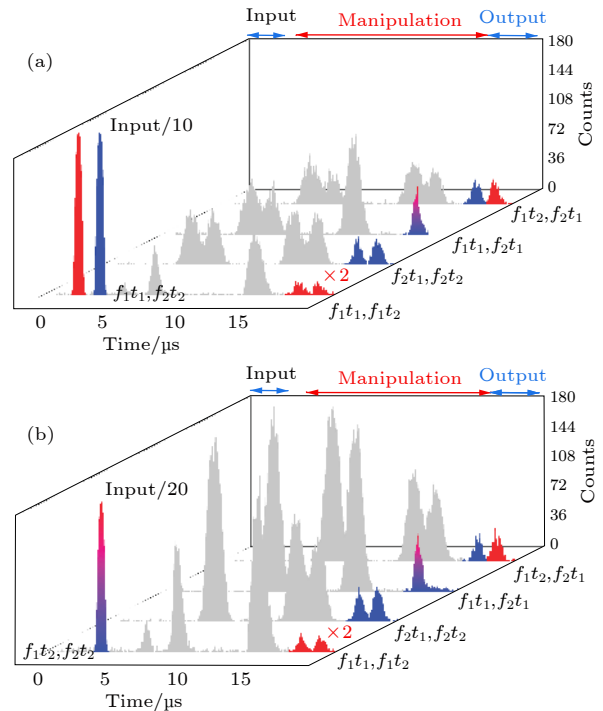 Input Manipulation Output
(a)
180
144
108
72
36
0
Counts
Input/10
f₁t₂, f₂t₁
f₁t₁, f₂t₁
f₂t₁, f₂t₂
×2
f₁t₁, f₂t₂
f₁t₁, f₁t₂
0 5 10 15
Time/µs
Input Manipulation Output
(b)
180
144
108
72
36
0
Counts
Input/20
f₁t₂, f₂t₁
f₁t₁, f₂t₁
f₂t₁, f₂t₂
×2
f₁t₂, f₂t₂
f₁t₁, f₁t₂
0 5 10 15
Time/µs